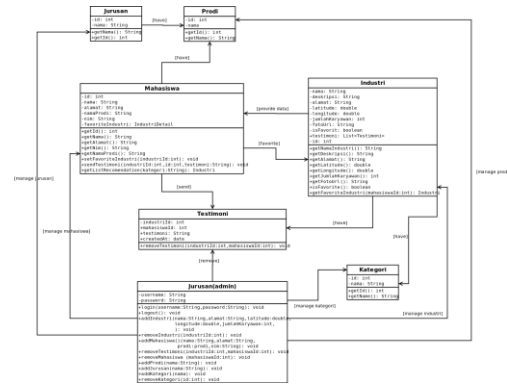 Jurusan
-id: int
-nama: String
+getNama(): String
+getId(): int
[have]
Prodi
-id: int
-nama
+getId(): int
+getNama(): String
[have]
Mahasiswa
-id: int
-nama: String
-alamat: String
-namaProdi: String
-nim: String
-favoriteIndustri: IndustriDetail
+getId(): int
+getNama(): String
+getAlamat(): String
+getNim(): String
+getNamaProdi(): String
+setFavoriteIndustri(industriId:int): void
+sendTestimoni(industriId:int,id:int,testimoni:String): void
+getListRecomendation(kategori:String): Industri
[provide data]
[favorite]
Industri
-nama: String
-deskripsi: String
-alamat: String
-latitude: double
-longitude: double
-jumlahKaryawan: int
-fotoUrl: String
-isFavorit: boolean
+testimoni: List<Testimoni>
-id: int
+getNamaIndustri(): String
+getDeskripsi(): String
+getAlamat(): String
+getLatitude(): double
+getLongitude(): double
+getJumlahKaryawan(): int
+getFotoUrl(): String
+isFavorite(): boolean
+getFavoriteIndustri(mahasiswaId:int): Industri
[manage jurusan]
[manage prodi]
[send]
[manage mahasiswa]
[have]
[have]
Testimoni
-industriId: int
-mahasiswaId: int
+testimoni: String
+createdAt: date
+removeTestimoni(industriId:int,mahasiswaId:int): void
[remove]
Kategori
-id: int
-nama: String
+getId(): int
+getNama(): String
[manage kategori]
[manage industri]
Jurusan(admin)
-username: String
-password: String
+login(username:String,password:String): void
+logout(): void
+addIndustri(nama:String,alamat:String,latitude:double,
longitude:double,jumlahKaryawan:int,
): void
+removeIndustri(industriId:int): void
+addMahasiswa(nama:String,alamat:String,
prodi:prodi,nim:String): void
+removeTestimoni(industriId:int,mahasiswaId:int): void
+removeMahasiswa (mahasiswaId:int): void
+addProdi(nama:String): void
+addJurusan(nama:String): void
+addKategori(nama): void
+removeKategori(id:int): void